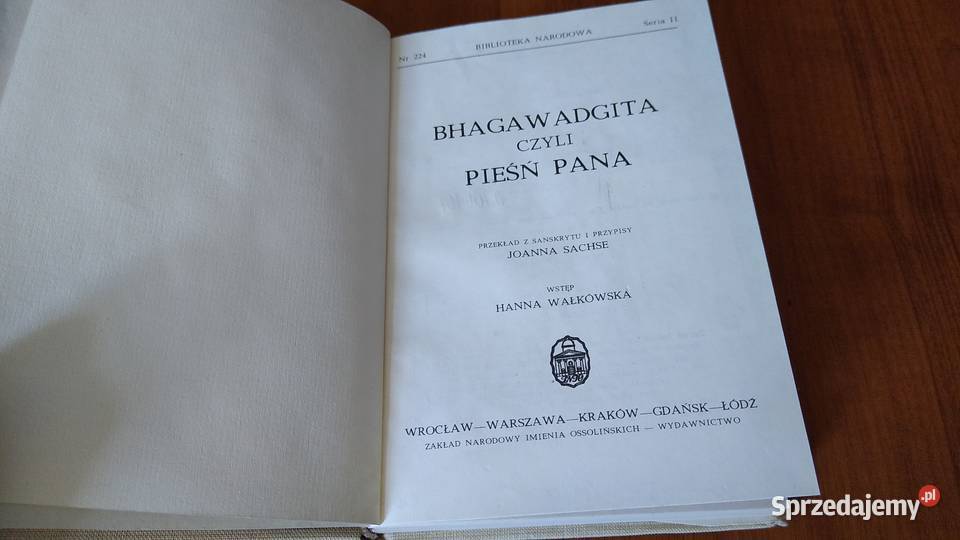 Nr 224 BIBLIOTEKA NARODOWA Seria II
BHAGAWADGITA
CZYLI
PIEŚŃ PANA
PRZEKŁAD Z SANSKRYTU I PRZYPISY
JOANNA SACHSE
WSTĘP
HANNA WAŁKÓWSKA
WROCŁAW—WARSZAWA—KRAKÓW—GDAŃSK—ŁÓDŹ
ZAKŁAD NARODOWY IMIENIA OSSOLIŃSKICH — WYDAWNICTWO
Sprzedajemy.pl